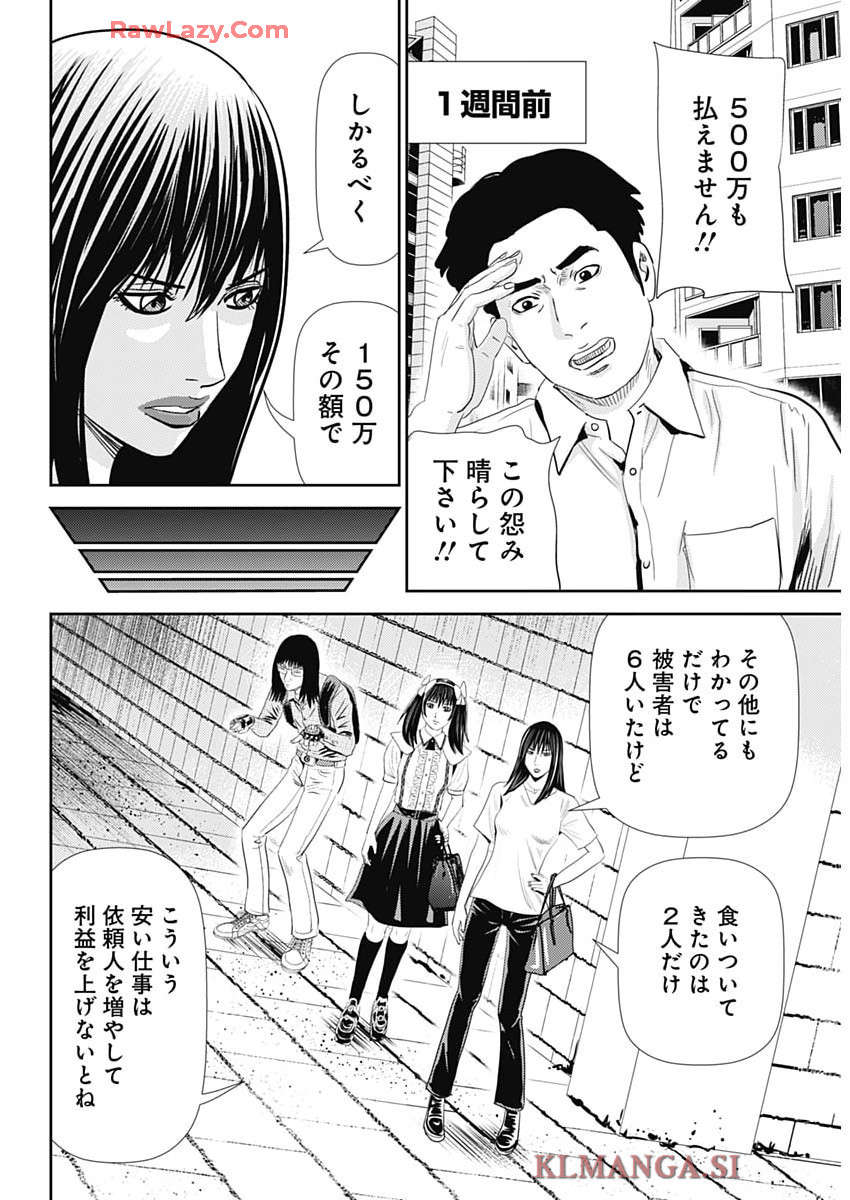 RawLazy.Com
1週間前
500万も
払えません!!
この怨み
晴らして
下さい!!
しかるべく
150万
その額で
その他にも
わかってる
だけで
被害者は
6人いたけど
食いついて
きたのは
2人だけ
こういう
安い仕事は
依頼人を増やして
利益を上げないとね
KLMANGA.SI